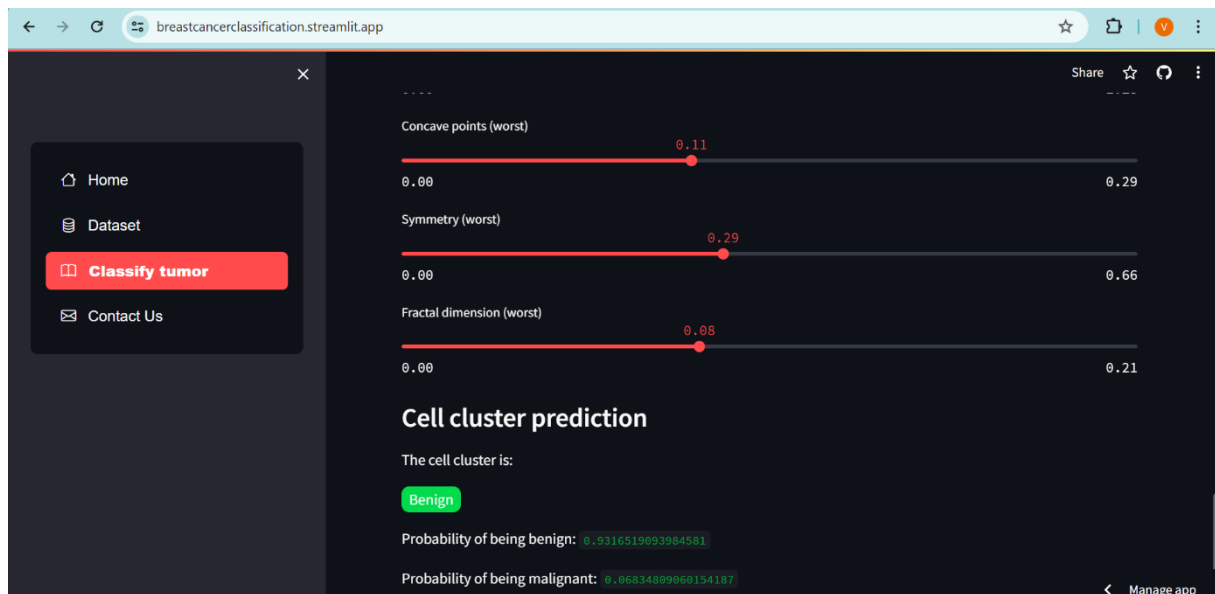 breastcancerclassification.streamlit.app
V
Share
Home
Dataset
Classify tumor
Contact Us
Concave points (worst)
0.11
0.00 0.29
Symmetry (worst)
0.29
0.00 0.66
Fractal dimension (worst)
0.08
0.00 0.21
Cell cluster prediction
The cell cluster is:
Benign
Probability of being benign: 0.9316519093984581
Probability of being malignant: 0.06834809060154187
Manage app